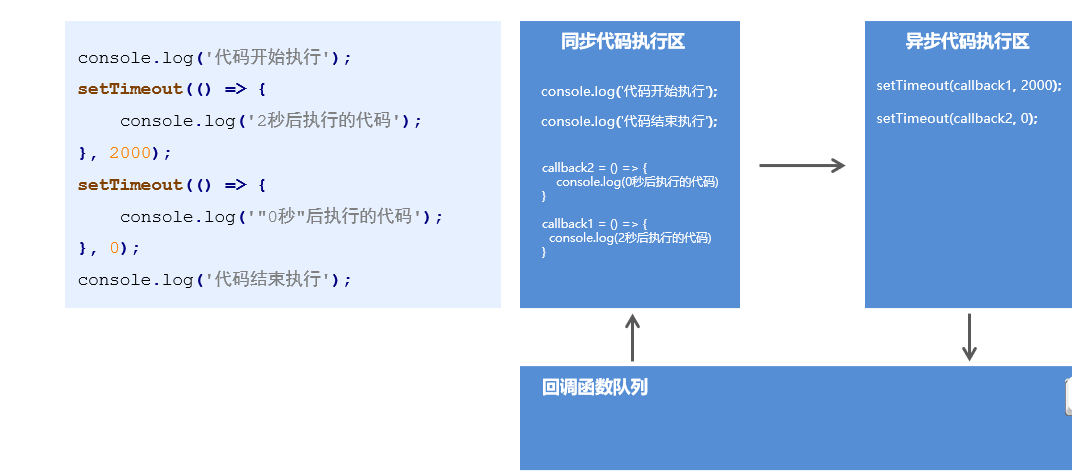 console.log('代码开始执行');
setTimeout(() => {
    console.log('2秒后执行的代码');
}, 2000);
setTimeout(() => {
    console.log('"0秒"后执行的代码');
}, 0);
console.log('代码结束执行');
同步代码执行区
console.log('代码开始执行');
console.log('代码结束执行');
callback2 = () => {
    console.log(0秒后执行的代码)
}
callback1 = () => {
  console.log(2秒后执行的代码)
}
异步代码执行区
setTimeout(callback1, 2000);
setTimeout(callback2, 0);
回调函数队列